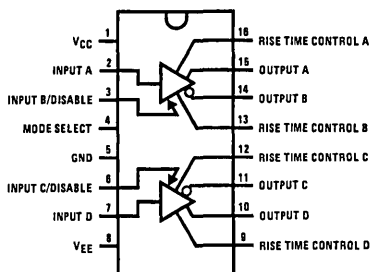 VCC 1
INPUT A 2
INPUT B/DISABLE 3
MODE SELECT 4
GND 5
INPUT C/DISABLE 6
INPUT D 7
VEE 8
16 RISE TIME CONTROL A
15 OUTPUT A
14 OUTPUT B
13 RISE TIME CONTROL B
12 RISE TIME CONTROL C
11 OUTPUT C
10 OUTPUT D
9 RISE TIME CONTROL D